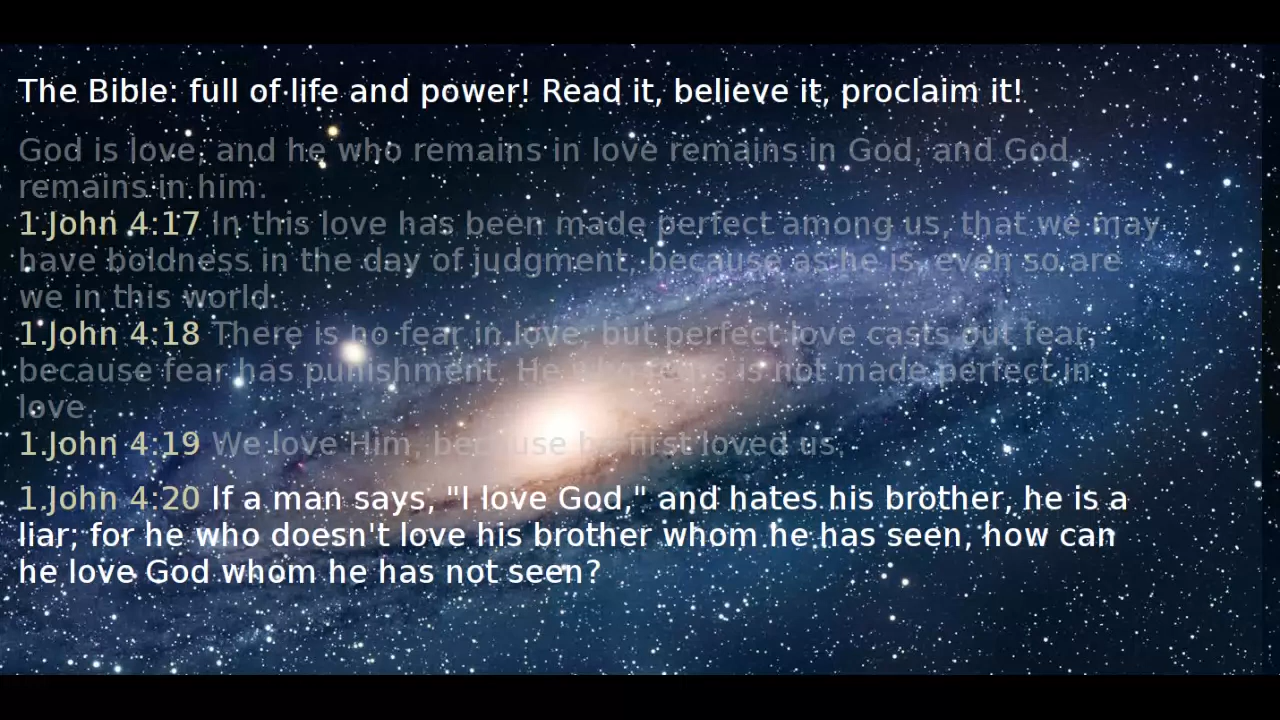 The Bible: full of life and power! Read it, believe it, proclaim it!
God is love, and he who remains in love remains in God, and God
remains in him.
1.John 4:17 In this love has been made perfect among us, that we may
have boldness in the day of judgment, because as he is, even so are
we in this world.
1.John 4:18 There is no fear in love; but perfect love casts out fear,
because fear has punishment. He who fears is not made perfect in
love.
1.John 4:19 We love Him, because he first loved us.
1.John 4:20 If a man says, "I love God," and hates his brother, he is a
liar; for he who doesn't love his brother whom he has seen, how can
he love God whom he has not seen?